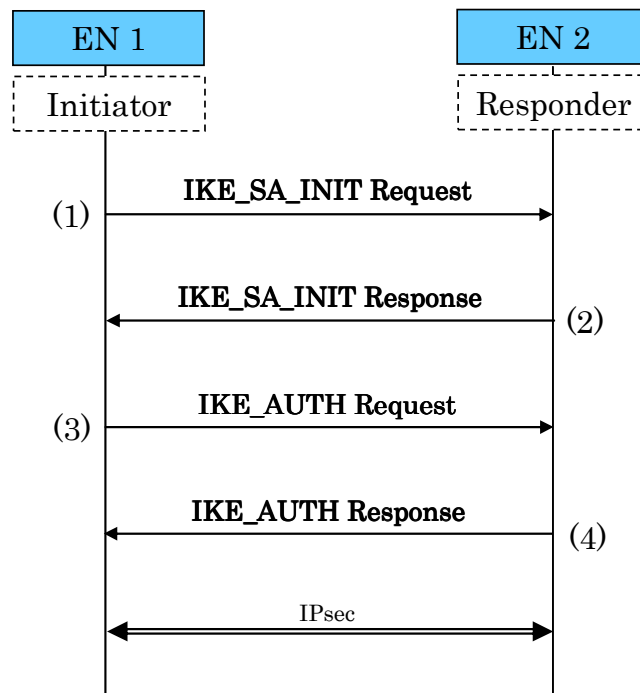 EN 1
EN 2
Initiator
Responder
IKE_SA_INIT Request
(1)
IKE_SA_INIT Response
(2)
IKE_AUTH Request
(3)
IKE_AUTH Response
(4)
IPsec